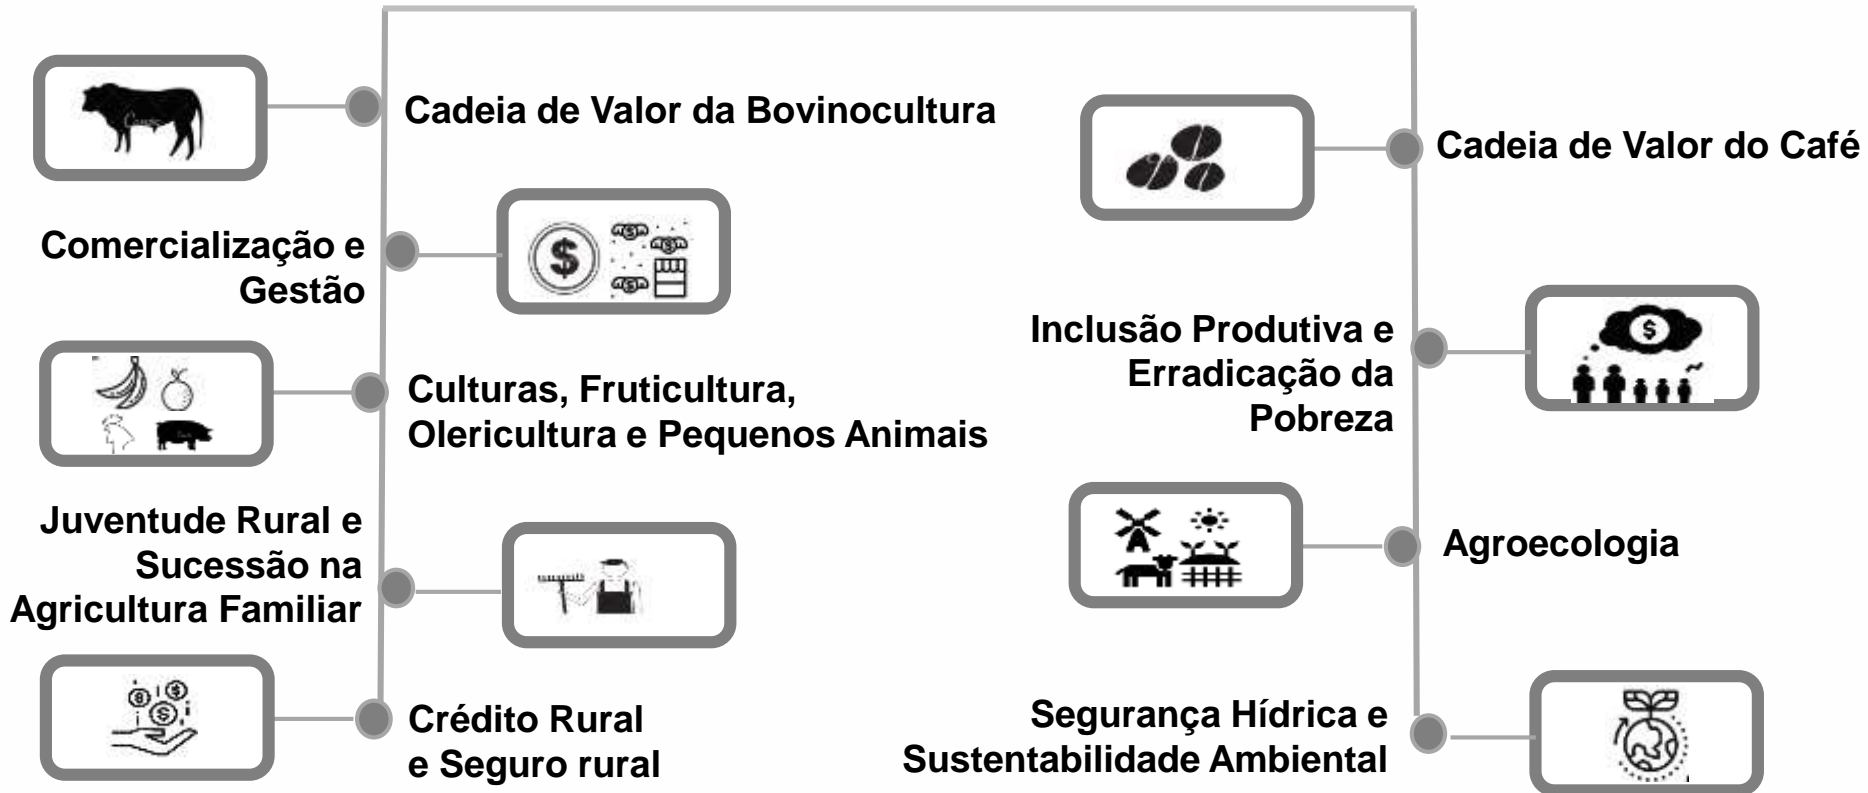 Cadeia de Valor da Bovinocultura
Comercialização e
Gestão
Culturas, Fruticultura,
Olericultura e Pequenos Animais
Juventude Rural e
Sucessão na
Agricultura Familiar
Crédito Rural
e Seguro rural
Cadeia de Valor do Café
Inclusão Produtiva e
Erradicação da
Pobreza
Agroecologia
Segurança Hídrica e
Sustentabilidade Ambiental